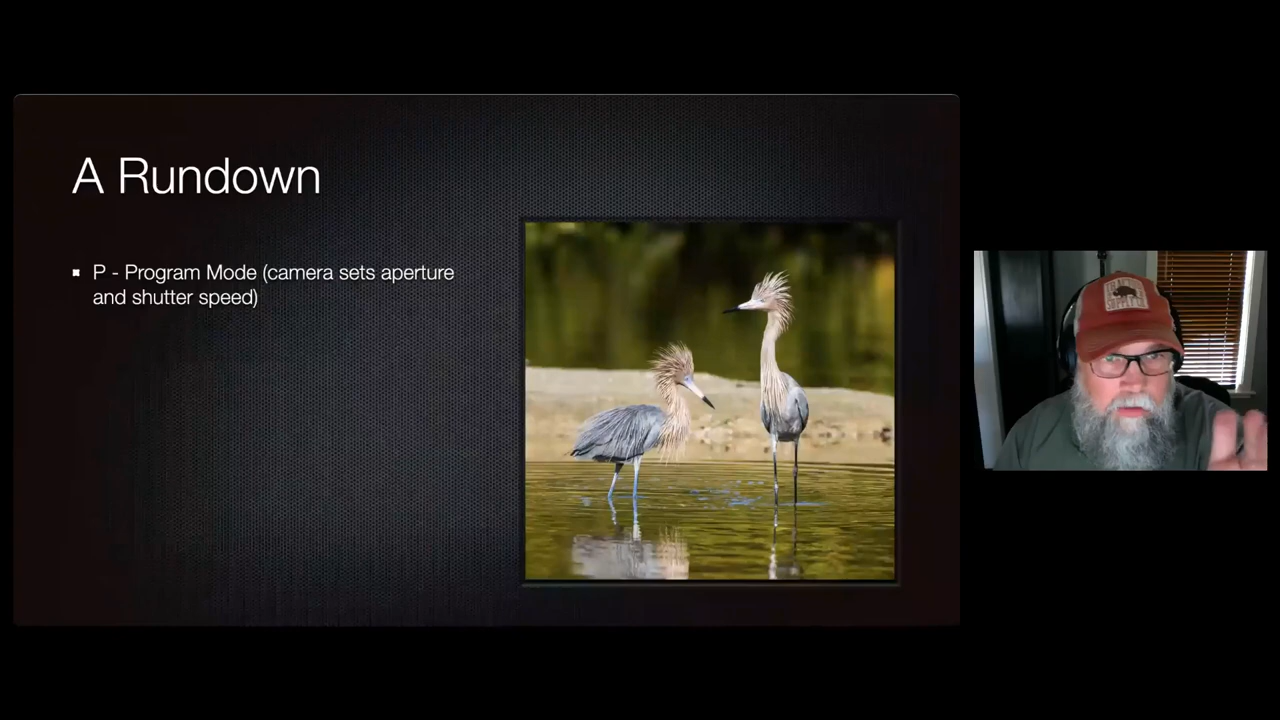 A Rundown
P - Program Mode (camera sets aperture
and shutter speed)